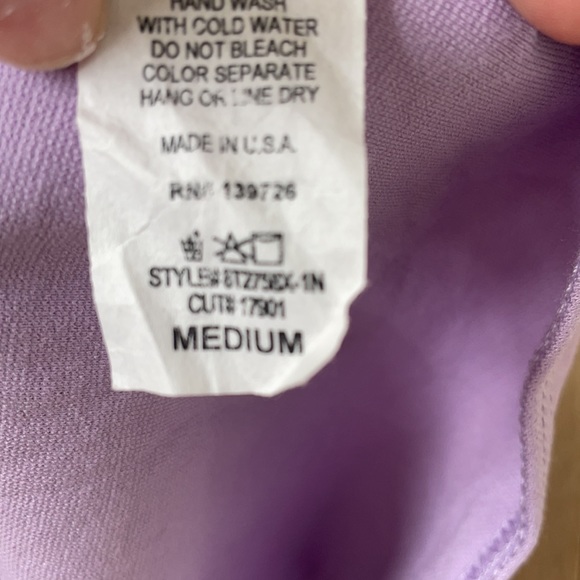 HAND WASH
WITH COLD WATER
DO NOT BLEACH
COLOR SEPARATE
HANG OR LINE DRY
MADE IN U.S.A.
RN# 139726
STYLE#
CUT# 17901
MEDIUM